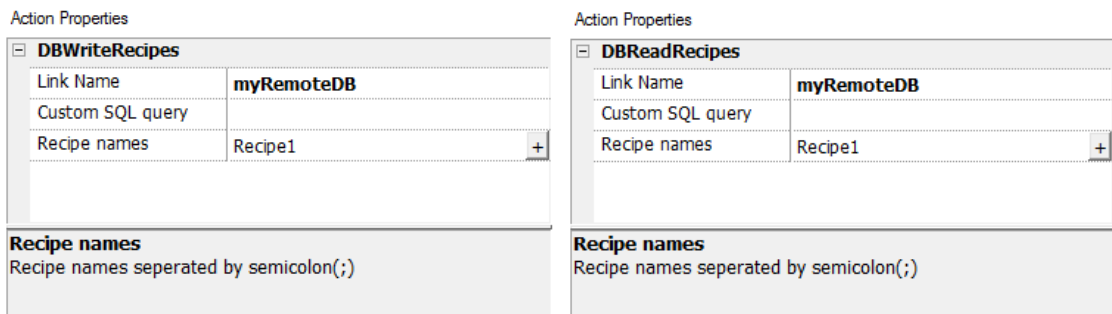 Action Properties
DBWriteRecipes
Link Name myRemoteDB
Custom SQL query
Recipe names Recipe1 +
Recipe names
Recipe names seperated by semicolon(;)
Action Properties
DBReadRecipes
Link Name myRemoteDB
Custom SQL query
Recipe names Recipe1 +
Recipe names
Recipe names seperated by semicolon(;)